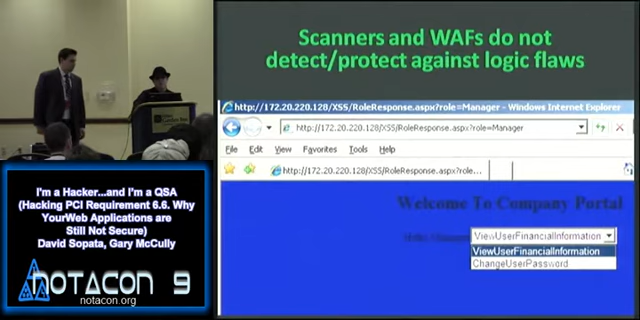 Scanners and WAFs do not
detect/protect against logic flaws
http://172.20.220.128/XSS/RoleResponse.aspx?role=Manager - Windows Internet Explorer
http://172.20.220.128/XSS/RoleResponse.aspx?role=Manager
File Edit View Favorites Tools Help
http://172.20.220.128/XSS/RoleResponse.aspx?role...
Welcome To Company Portal
ViewUserFinancialInformation
ViewUserFinancialInformation
ChangeUserPassword
I'm a Hacker...and I'm a QSA
(Hacking PCI Requirement 6.6. Why
YourWeb Applications are
Still Not Secure)
David Sopata, Gary McCully
NOTACON 9
notacon.org